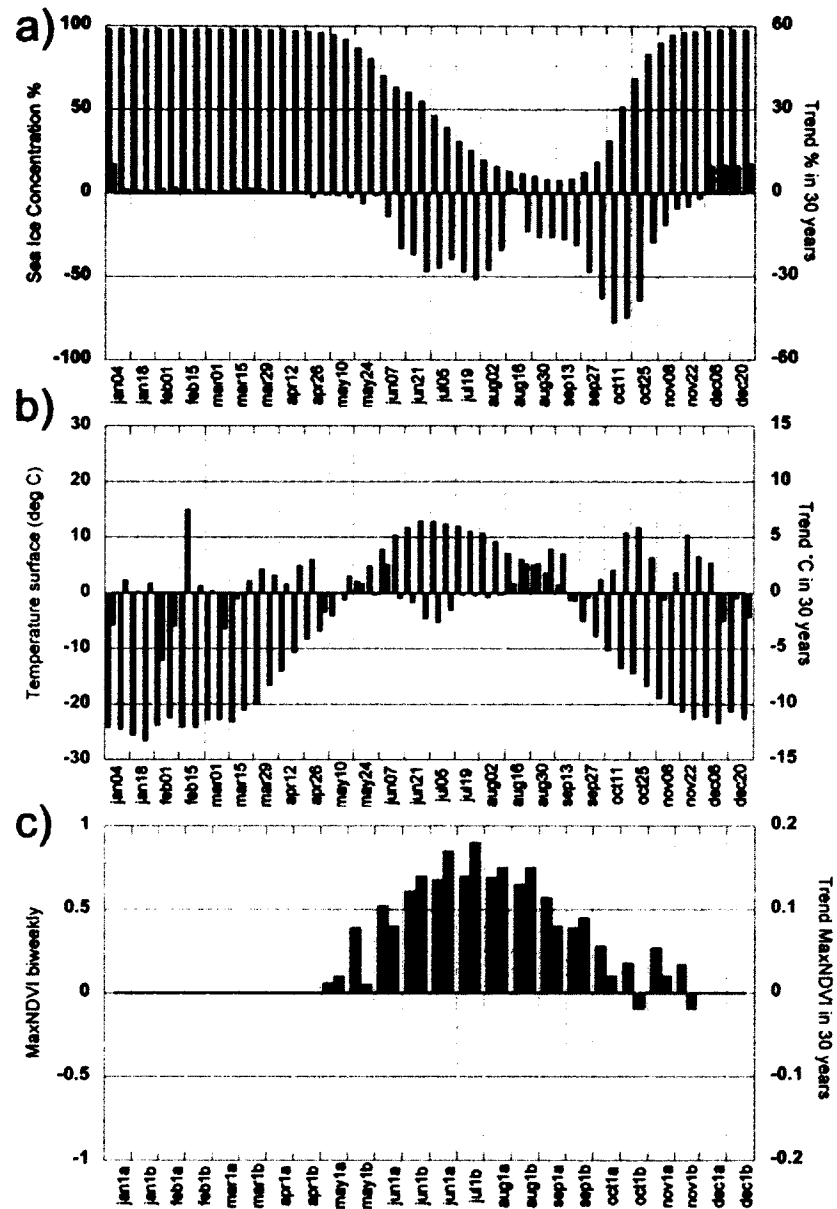 a)
100
50
0
-50
-100
Sea Ice Concentration %
60
30
0
-30
-60
Trend % in 30 years
jan04
jan18
feb01
feb15
mar01
mar15
mar29
apr12
apr26
may10
may24
jun07
jun21
jul05
jul19
aug02
aug16
aug30
sep13
sep27
oct11
oct25
nov08
nov22
dec06
dec20
b)
30
20
10
0
-10
-20
-30
Temperature surface (deg C)
15
10
5
0
-5
-10
-15
Trend °C in 30 years
jan04
jan18
feb01
feb15
mar01
mar15
mar29
apr12
apr26
may10
may24
jun07
jun21
jul05
jul19
aug02
aug16
aug30
sep13
sep27
oct11
oct25
nov08
nov22
dec06
dec20
c)
1
0.5
0
-0.5
-1
MaxNDVI biweekly
0.2
0.1
0
-0.1
-0.2
Trend MaxNDVI in 30 years
jan1a
jan1b
feb1a
feb1b
mar1a
mar1b
apr1a
apr1b
may1a
may1b
jun1a
jun1b
jul1a
jul1b
aug1a
aug1b
sep1a
sep1b
oct1a
oct1b
nov1a
nov1b
dec1a
dec1b